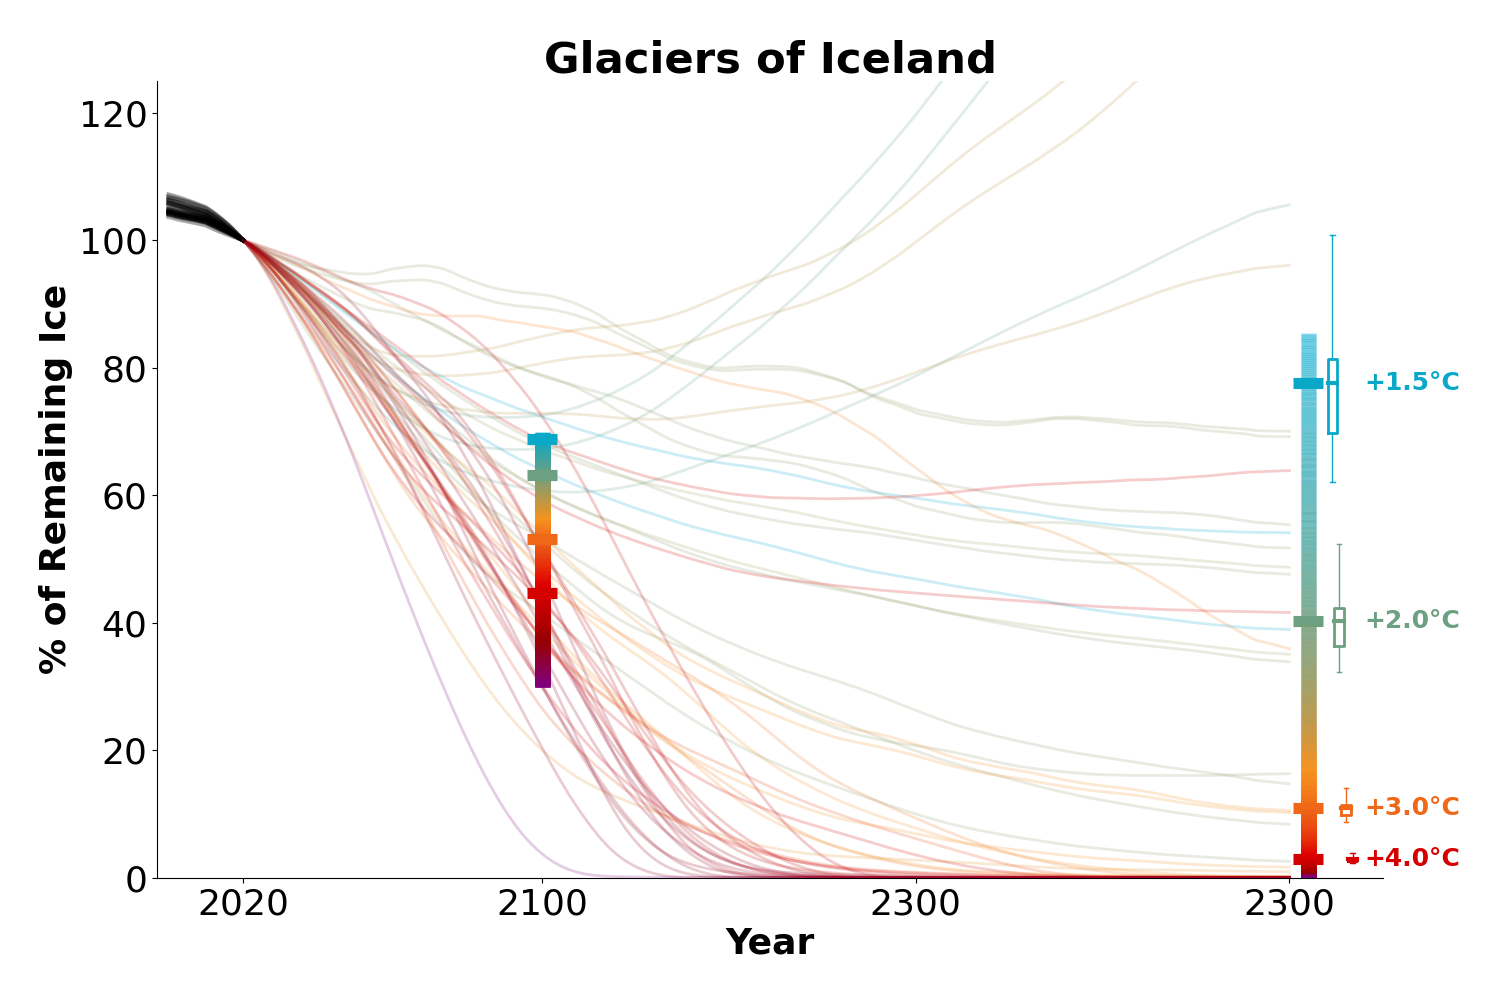 Glaciers of Iceland
% of Remaining Ice
120
100
80
60
40
20
0
+1.5°C
+2.0°C
+3.0°C
+4.0°C
2020 2100 2300 2300
Year